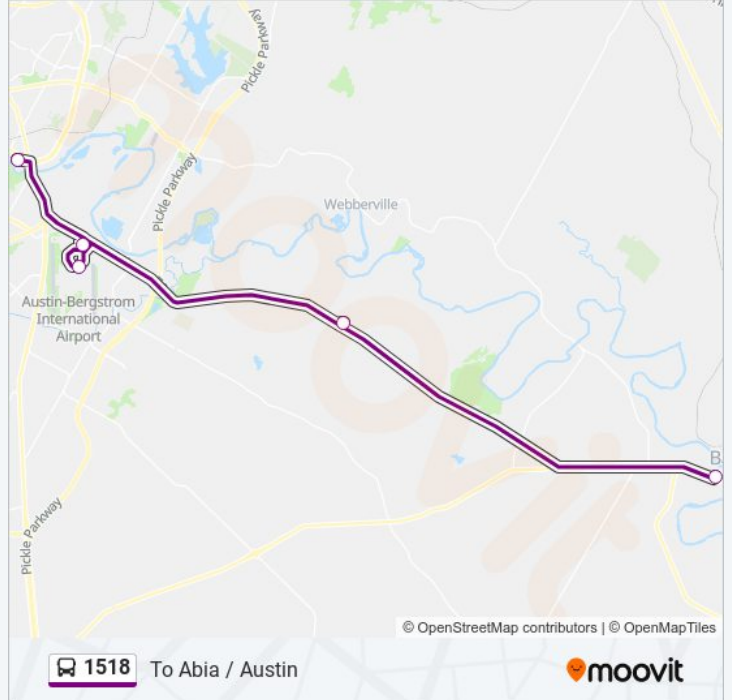 Pickle Parkway
Pickle Parkway
Webberville
Austin-Bergstrom
International
Airport
B
Pickle Parkway
moovit
© OpenStreetMap contributors | © OpenMapTiles
1518 To Abia / Austin
moovit